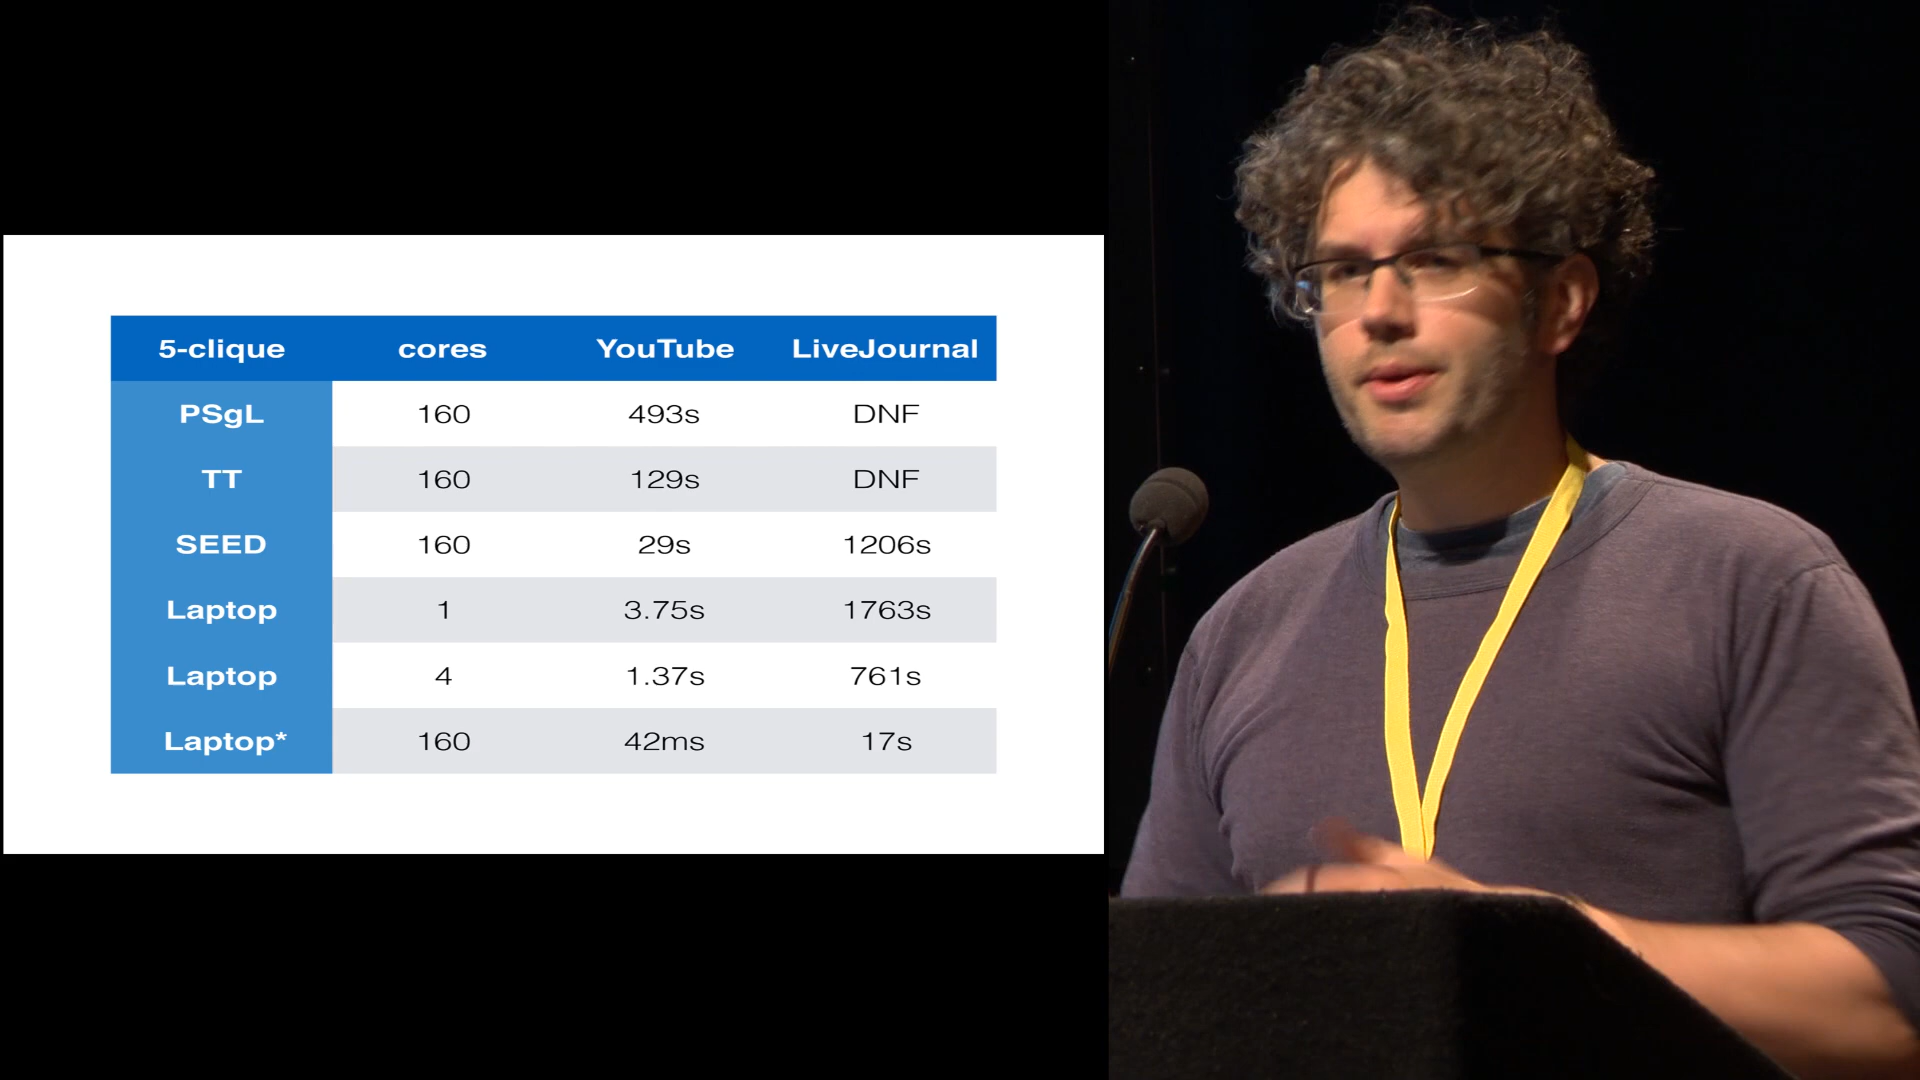 5-clique cores YouTube LiveJournal
PSgL 160 493s DNF
TT 160 129s DNF
SEED 160 29s 1206s
Laptop 1 3.75s 1763s
Laptop 4 1.37s 761s
Laptop* 160 42ms 17s